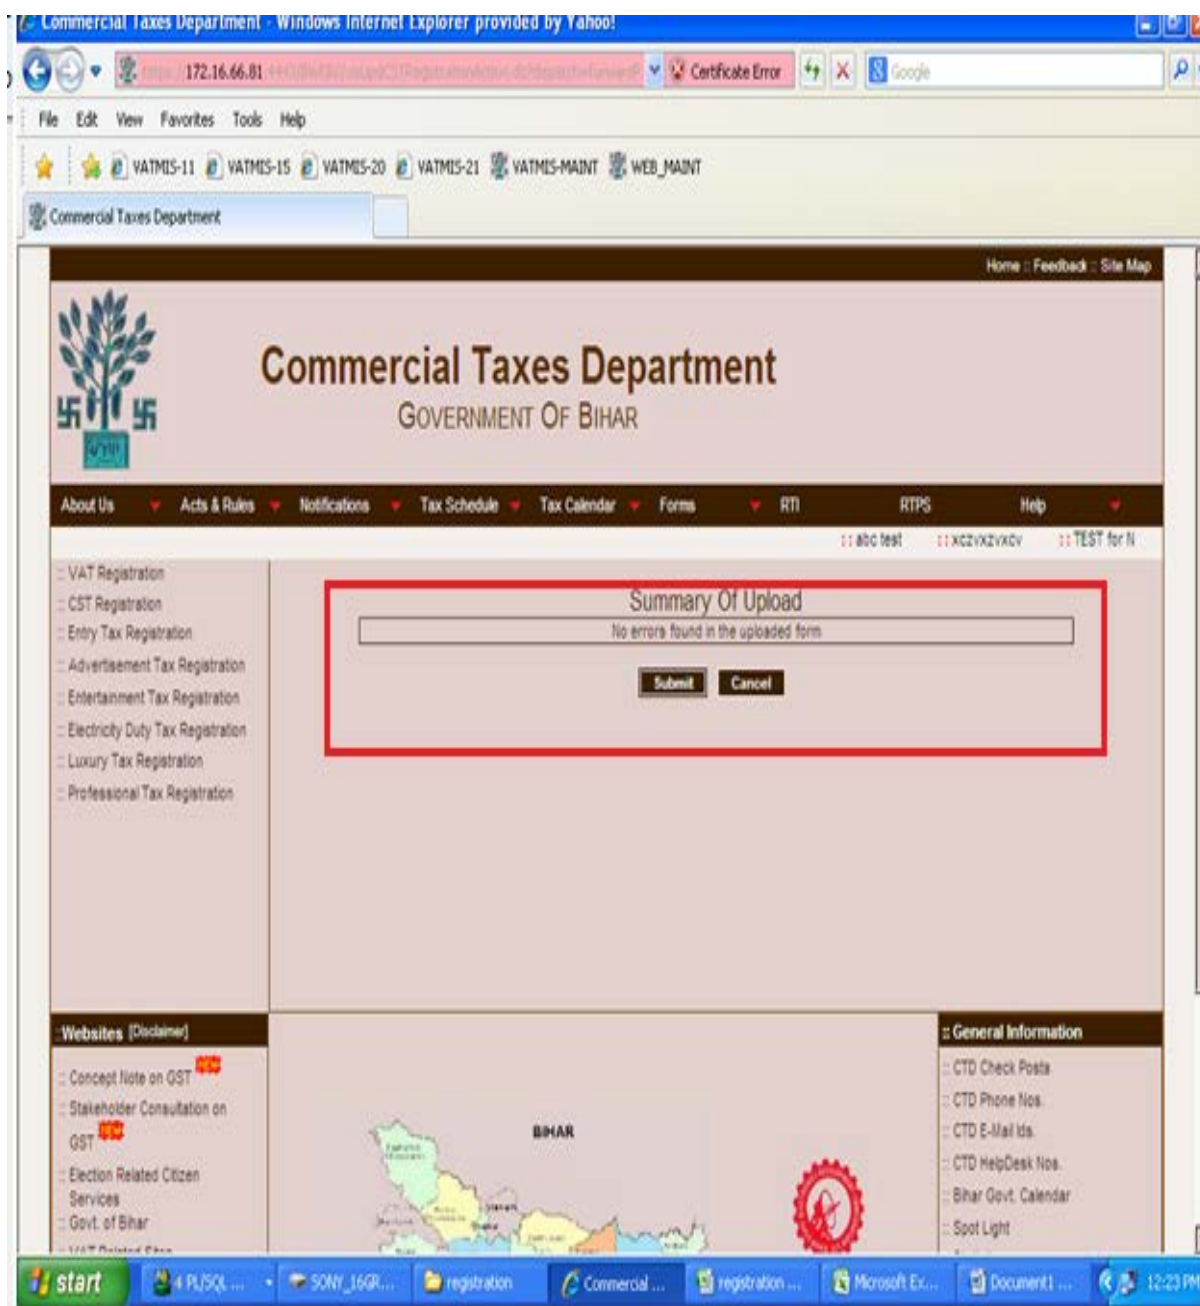 Commercial Taxes Department - Windows Internet Explorer provided by Yahoo!
172.16.66.81
Certificate Error
Google
File Edit View Favorites Tools Help
VATMIS-11 VATMIS-15 VATMIS-20 VATMIS-21 VATMIS-MAINT WEB_MAINT
Commercial Taxes Department
Home :: Feedback :: Site Map
Commercial Taxes Department
GOVERNMENT OF BIHAR
About Us Acts & Rules Notifications Tax Schedule Tax Calendar Forms RTI RTPS Help
:: abc test :: xczvxzvxcv :: TEST for N
:: VAT Registration
:: CST Registration
:: Entry Tax Registration
:: Advertisement Tax Registration
:: Entertainment Tax Registration
:: Electricity Duty Tax Registration
:: Luxury Tax Registration
:: Professional Tax Registration
Summary Of Upload
No errors found in the uploaded form
Submit Cancel
::Websites [Disclaimer]
:: Concept Note on GST NEW
:: Stakeholder Consultation on
GST NEW
:: Election Related Citizen
Services
:: Govt. of Bihar
BIHAR
:: General Information
:: CTD Check Posts
:: CTD Phone Nos.
:: CTD E-Mail Ids.
:: CTD HelpDesk Nos.
:: Bihar Govt. Calendar
:: Spot Light
start 4 PL/SQL ... SONY_16GR... registration Commercial ... registration ... Microsoft Ex... Document1 ... 12:23 PM